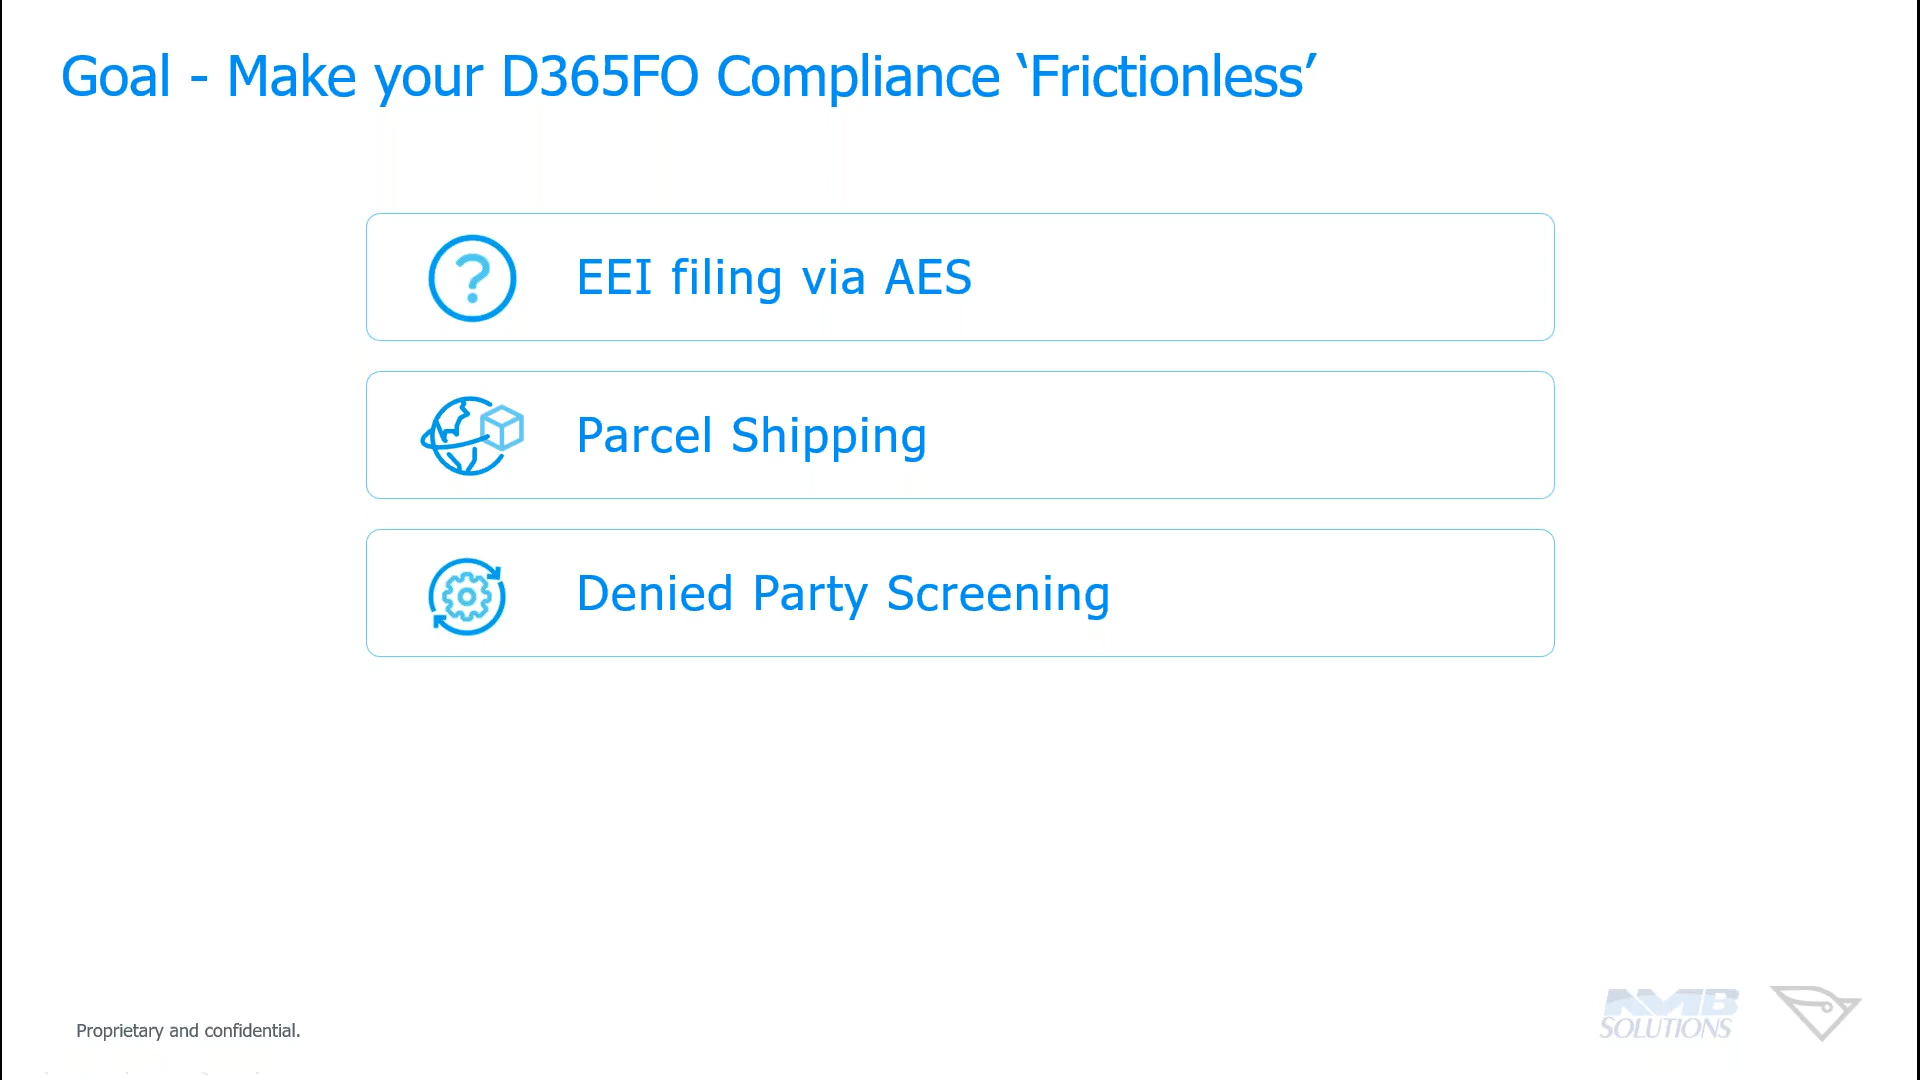 Goal - Make your D365FO Compliance ‘Frictionless’
?
EEI filing via AES
Parcel Shipping
Denied Party Screening
Proprietary and confidential.
NMB
SOLUTIONS